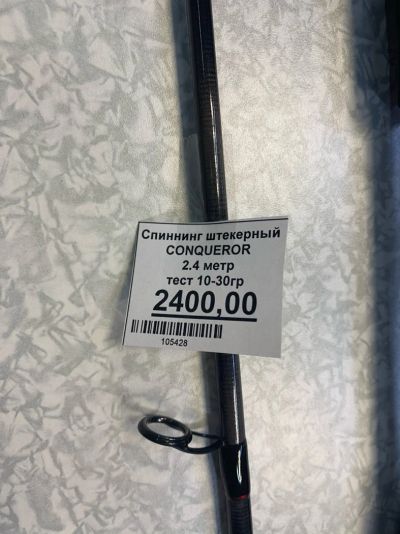 Спиннинг штекерный
CONQUEROR
2.4 метр
тест 10-30гр
2400,00
105428